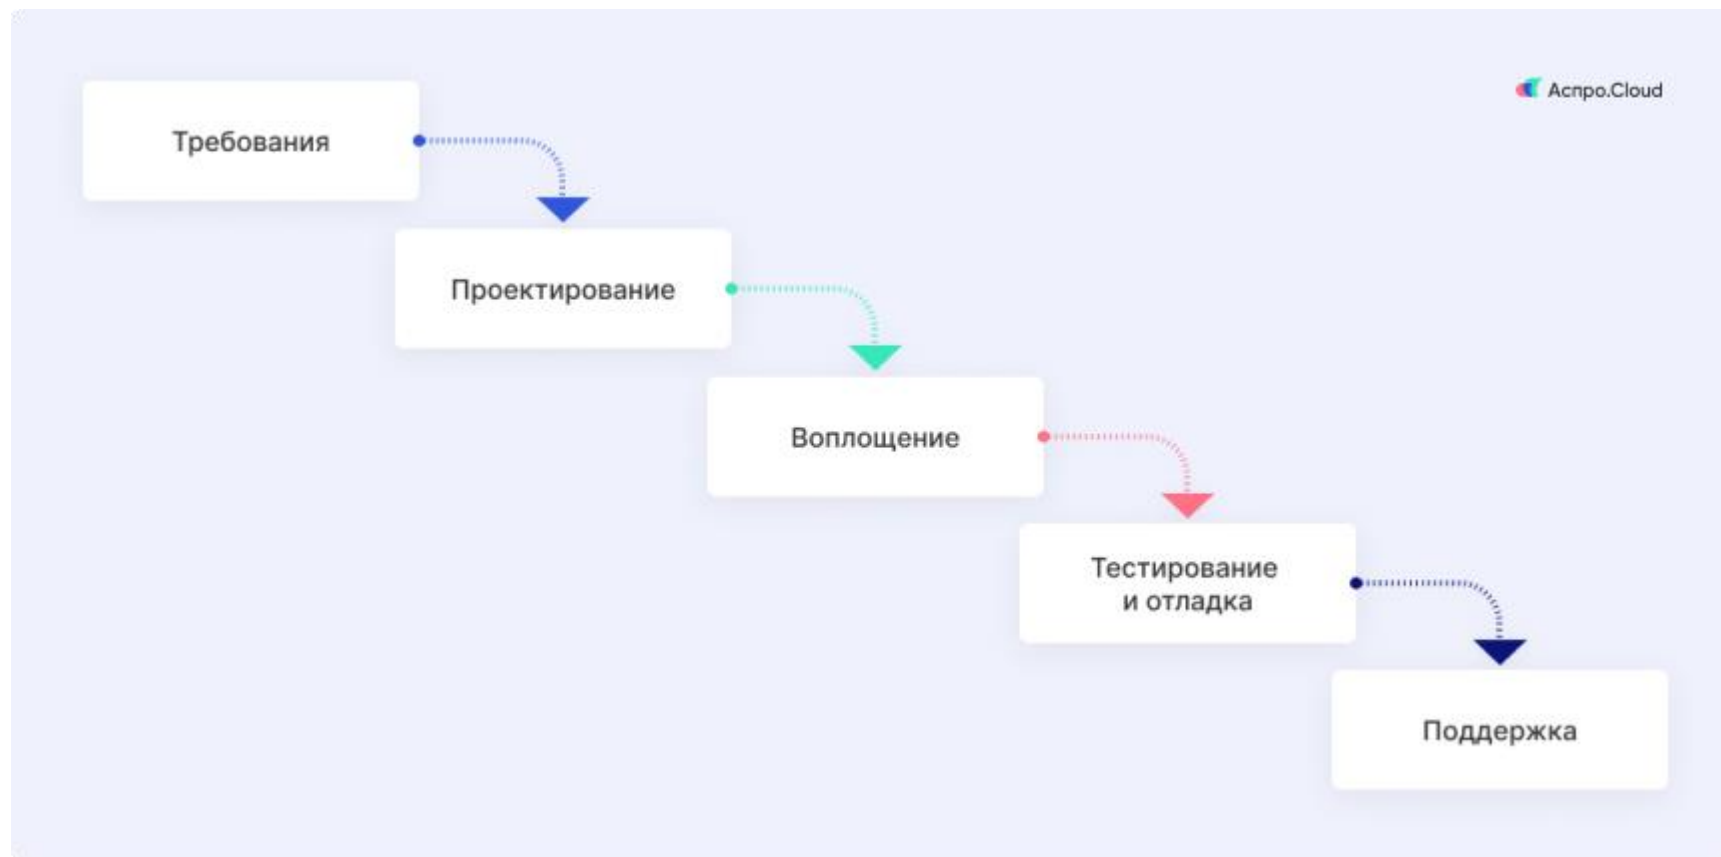 Аспро.Cloud
Требования
Проектирование
Воплощение
Тестирование
и отладка
Поддержка